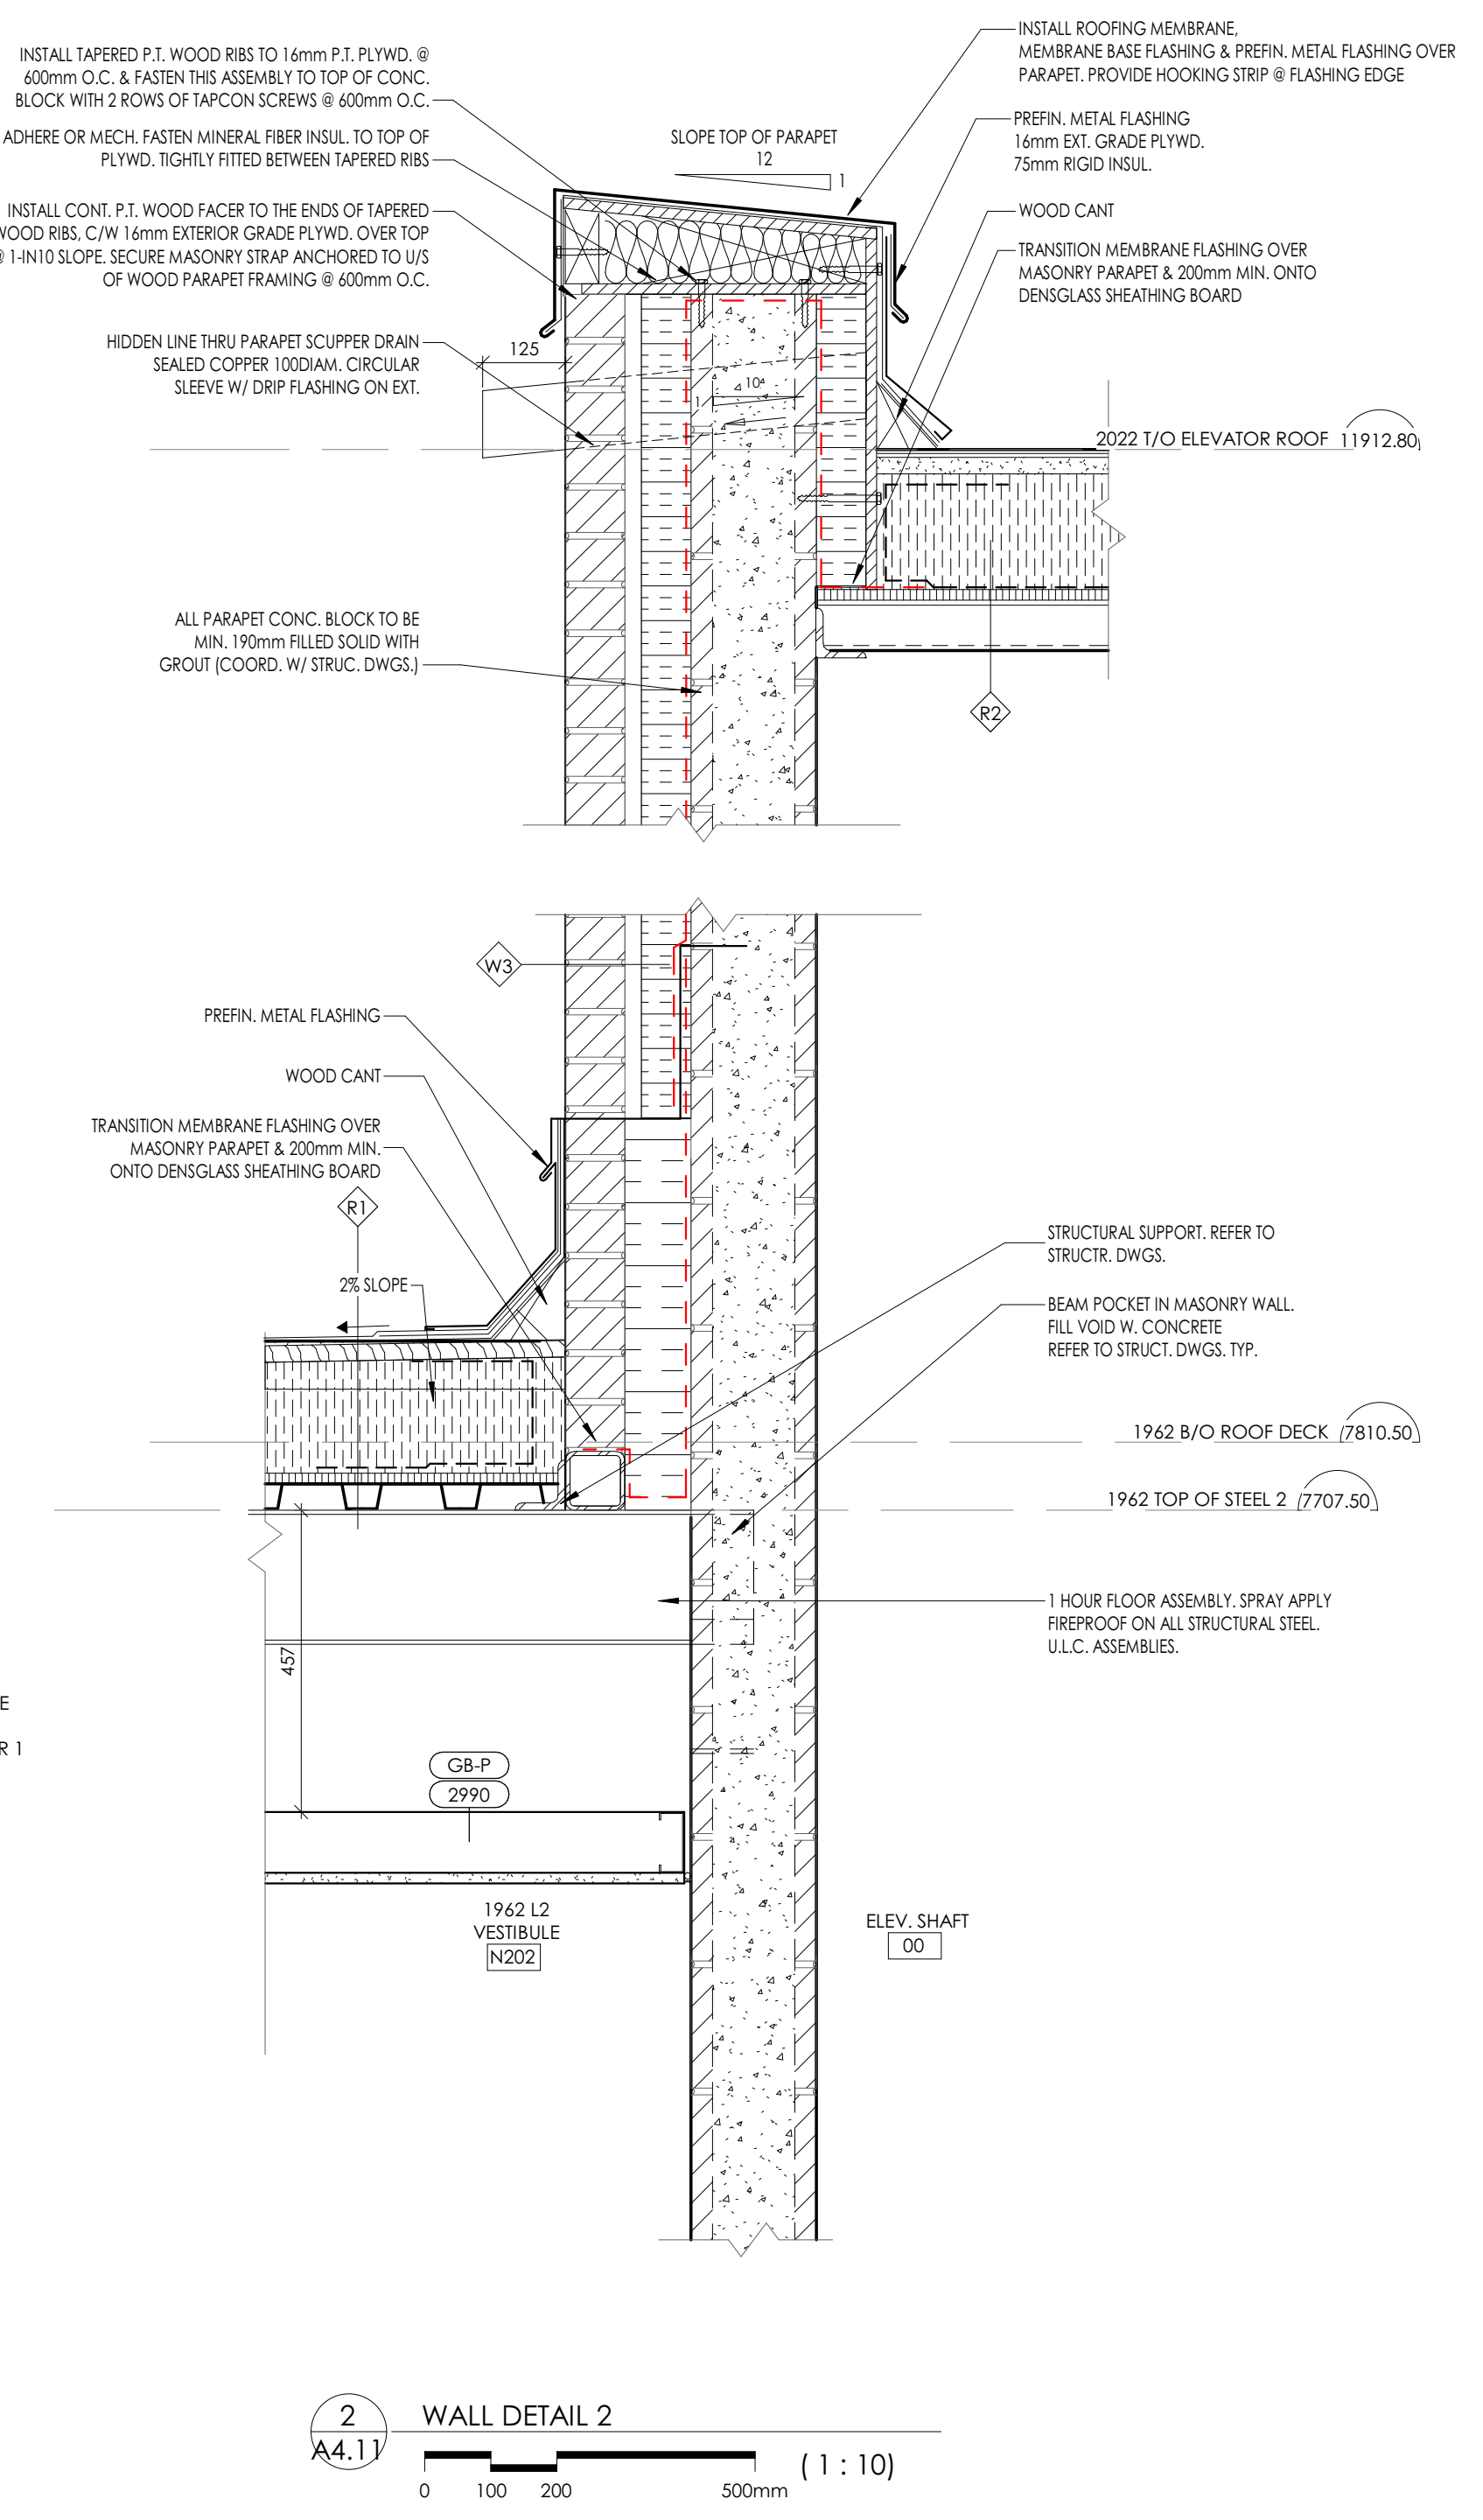 INSTALL TAPERED P.T. WOOD RIBS TO 16mm P.T. PLYWD. @
600mm O.C. & FASTEN THIS ASSEMBLY TO TOP OF CONC.
BLOCK WITH 2 ROWS OF TAPCON SCREWS @ 600mm O.C.
ADHERE OR MECH. FASTEN MINERAL FIBER INSUL. TO TOP OF
PLYWD. TIGHTLY FITTED BETWEEN TAPERED RIBS
INSTALL CONT. P.T. WOOD FACER TO THE ENDS OF TAPERED
WOOD RIBS, C/W 16mm EXTERIOR GRADE PLYWD. OVER TOP
@ 1-IN10 SLOPE. SECURE MASONRY STRAP ANCHORED TO U/S
OF WOOD PARAPET FRAMING @ 600mm O.C.
HIDDEN LINE THRU PARAPET SCUPPER DRAIN
SEALED COPPER 100DIAM. CIRCULAR
SLEEVE W/ DRIP FLASHING ON EXT.
125
SLOPE TOP OF PARAPET
12
1
INSTALL ROOFING MEMBRANE,
MEMBRANE BASE FLASHING & PREFIN. METAL FLASHING OVER
PARAPET. PROVIDE HOOKING STRIP @ FLASHING EDGE
PREFIN. METAL FLASHING
16mm EXT. GRADE PLYWD.
75mm RIGID INSUL.
WOOD CANT
TRANSITION MEMBRANE FLASHING OVER
MASONRY PARAPET & 200mm MIN. ONTO
DENSGLASS SHEATHING BOARD
10
1
2022 T/O ELEVATOR ROOF 11912.80
ALL PARAPET CONC. BLOCK TO BE
MIN. 190mm FILLED SOLID WITH
GROUT (COORD. W/ STRUC. DWGS.)
R2
W3
PREFIN. METAL FLASHING
WOOD CANT
TRANSITION MEMBRANE FLASHING OVER
MASONRY PARAPET & 200mm MIN.
ONTO DENSGLASS SHEATHING BOARD
R1
2% SLOPE
STRUCTURAL SUPPORT. REFER TO
STRUCTR. DWGS.
BEAM POCKET IN MASONRY WALL.
FILL VOID W. CONCRETE
REFER TO STRUCT. DWGS. TYP.
1962 B/O ROOF DECK 7810.50
1962 TOP OF STEEL 2 7707.50
1 HOUR FLOOR ASSEMBLY. SPRAY APPLY
FIREPROOF ON ALL STRUCTURAL STEEL.
U.L.C. ASSEMBLIES.
457
E
R 1
GB-P
2990
1962 L2
VESTIBULE
N202
ELEV. SHAFT
00
2
A4.11
WALL DETAIL 2
0 100 200 500mm
( 1 : 10)